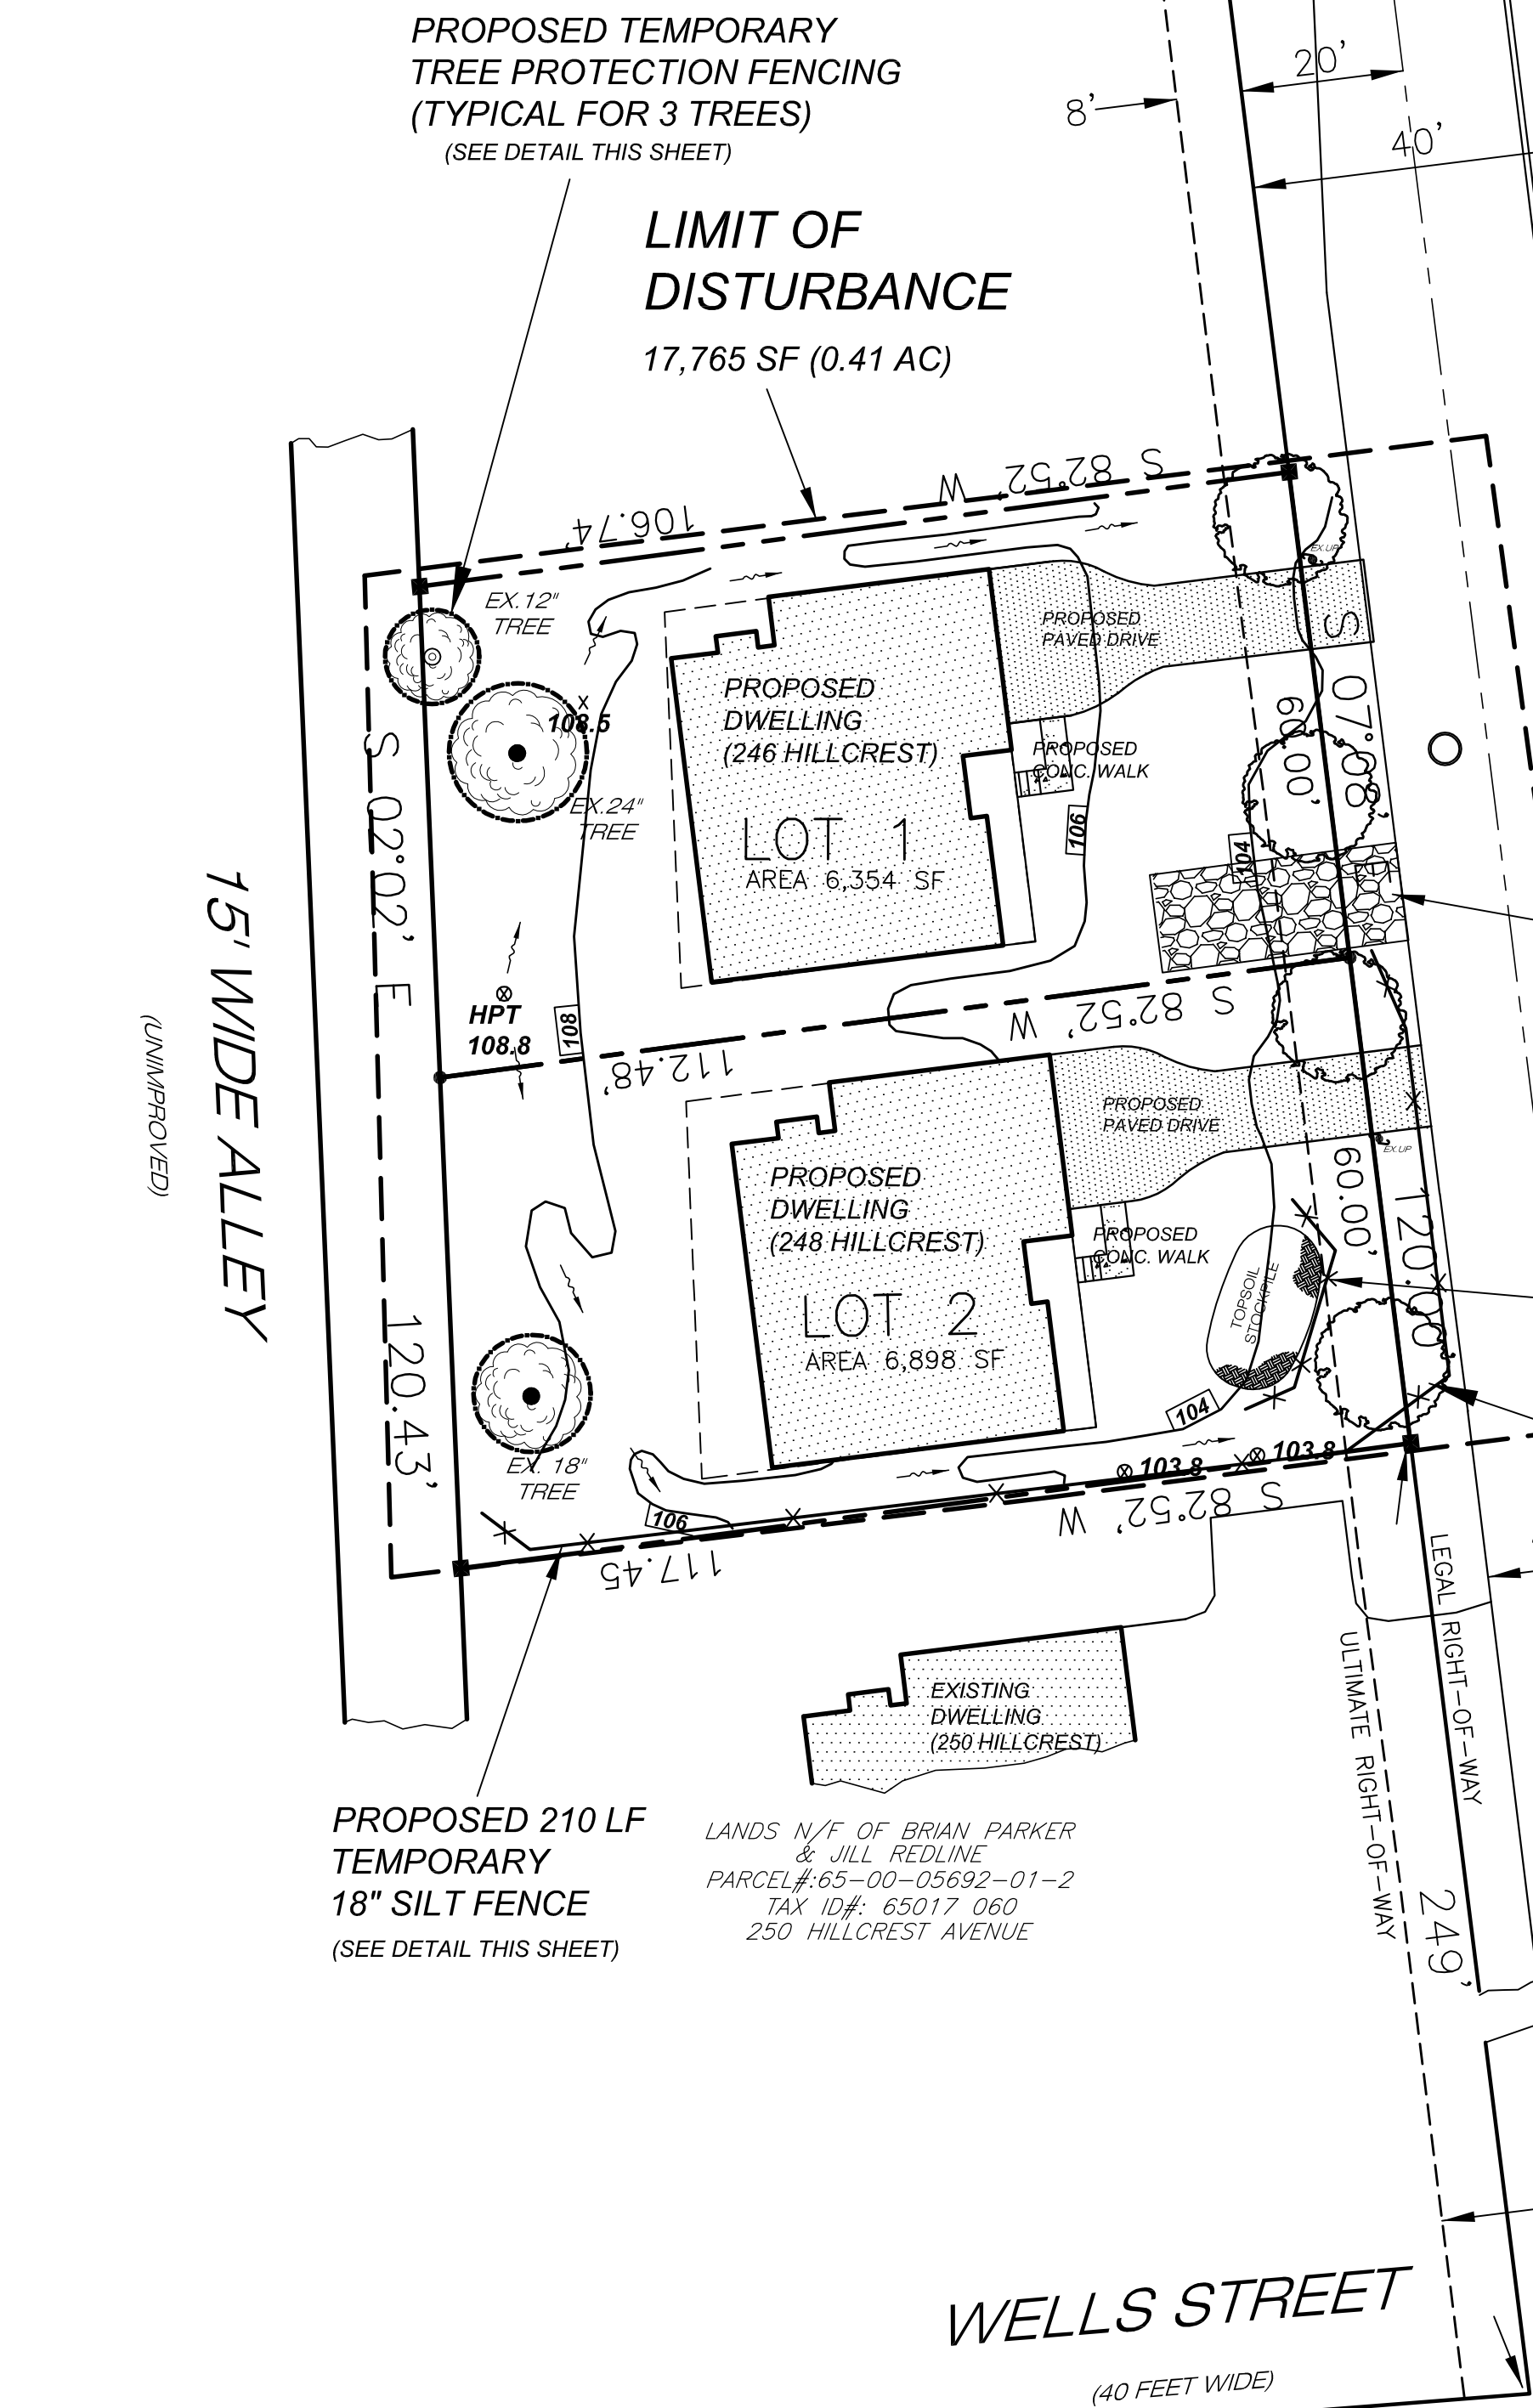 PROPOSED TEMPORARY
TREE PROTECTION FENCING
(TYPICAL FOR 3 TREES)
(SEE DETAIL THIS SHEET)
8'
20'
40'
LIMIT OF
DISTURBANCE
17,765 SF (0.41 AC)
S 82°52' W
106.74'
EX.12"
TREE
EX.UP
PROPOSED
PAVED DRIVE
108.5
PROPOSED
DWELLING
(246 HILLCREST)
PROPOSED
CONC. WALK
EX.24"
TREE
LOT 1
AREA 6,354 SF
106
104
60.00'
S 07°08' E
120.00'
S 02°02' E
120.43'
15' WIDE ALLEY
(UNIMPROVED)
HPT
108.8
108
S 82°52' W
112.48'
PROPOSED
PAVED DRIVE
EX.UP
60.00'
PROPOSED
DWELLING
(248 HILLCREST)
PROPOSED
CONC. WALK
TOPSOIL
STOCKPILE
LOT 2
AREA 6,898 SF
104
EX. 18"
TREE
103.8
103.8
106
S 82°52' W
117.45
LEGAL RIGHT-OF-WAY
ULTIMATE RIGHT-OF-WAY
EXISTING
DWELLING
(250 HILLCREST)
PROPOSED 210 LF
TEMPORARY
18" SILT FENCE
(SEE DETAIL THIS SHEET)
LANDS N/F OF BRIAN PARKER
& JILL REDLINE
PARCEL#:65-00-05692-01-2
TAX ID#: 65017 060
250 HILLCREST AVENUE
249'
WELLS STREET
(40 FEET WIDE)